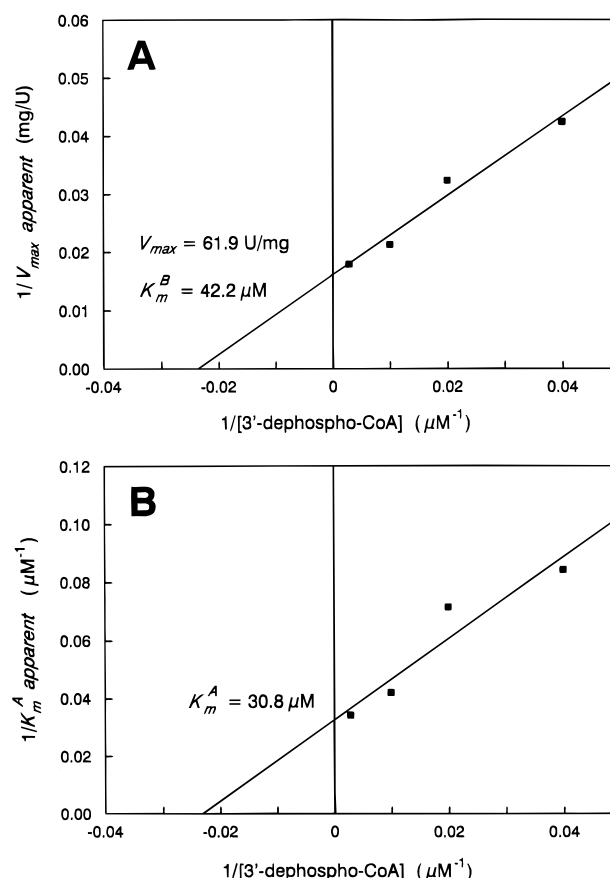 A
0.06
0.05
0.04
0.03
0.02
0.01
0.00
1/Vmax apparent (mg/U)
Vmax = 61.9 U/mg
KmB = 42.2 μM
-0.04 -0.02 0 0.02 0.04
1/[3'-dephospho-CoA] (μM-1)
B
0.12
0.10
0.08
0.06
0.04
0.02
0.00
1/KmA apparent (μM-1)
KmA = 30.8 μM
-0.04 -0.02 0 0.02 0.04
1/[3'-dephospho-CoA] (μM-1)